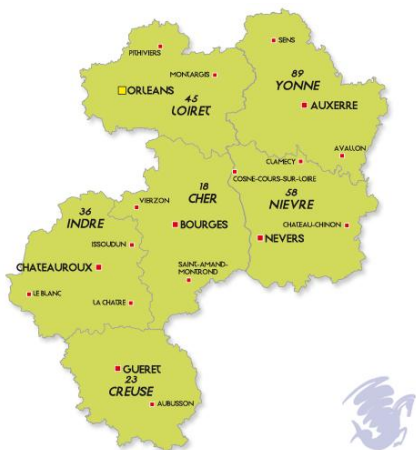 SENS
PITHIVIERS
MONTARGIS
89
YONNE
ORLEANS
45
LOIRET
AUXERRE
AVALLON
CLAMECY
COSNE-COURS-SUR-LOIRE
18
CHER
58
NIEVRE
VIERZON
36
INDRE
BOURGES
CHATEAU-CHINON
NEVERS
ISSOUDUN
CHATEAUROUX
SAINT-AMAND-
MONTROND
LE BLANC
LA CHATRE
GUERET
23
CREUSE
AUBUSSON